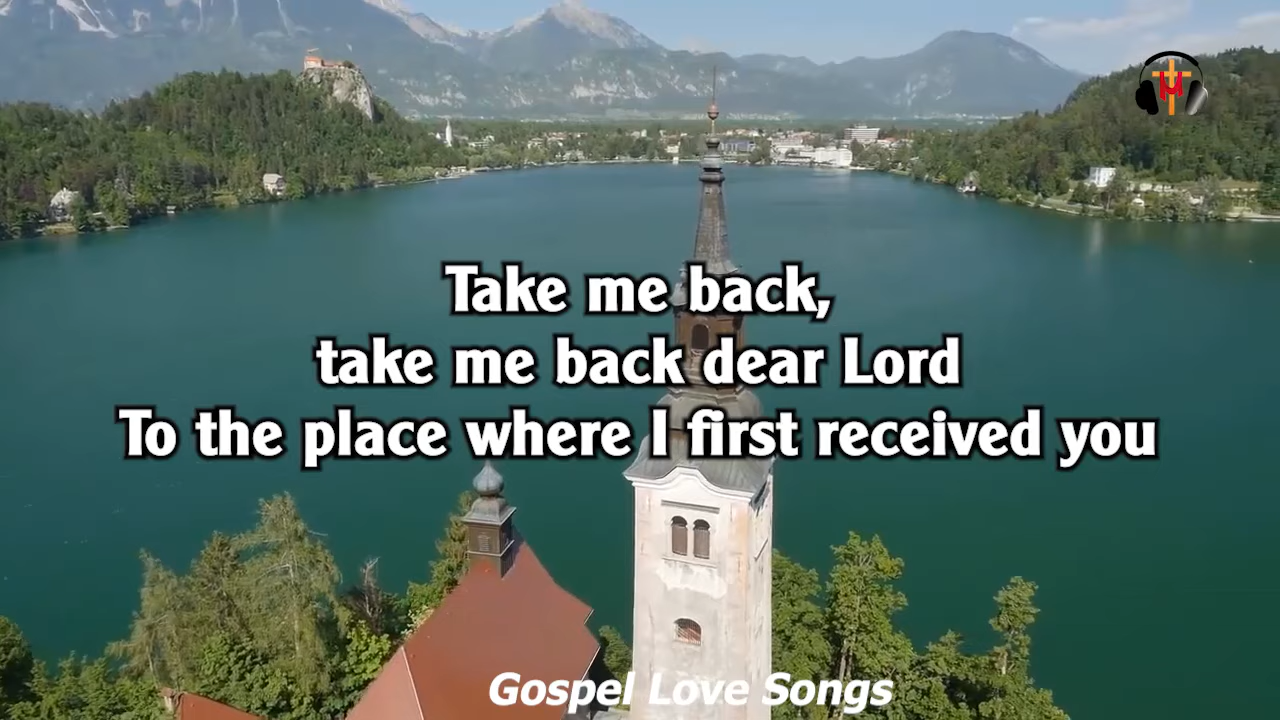 Take me back,
take me back dear Lord
To the place where I first received you
Gospel Love Songs